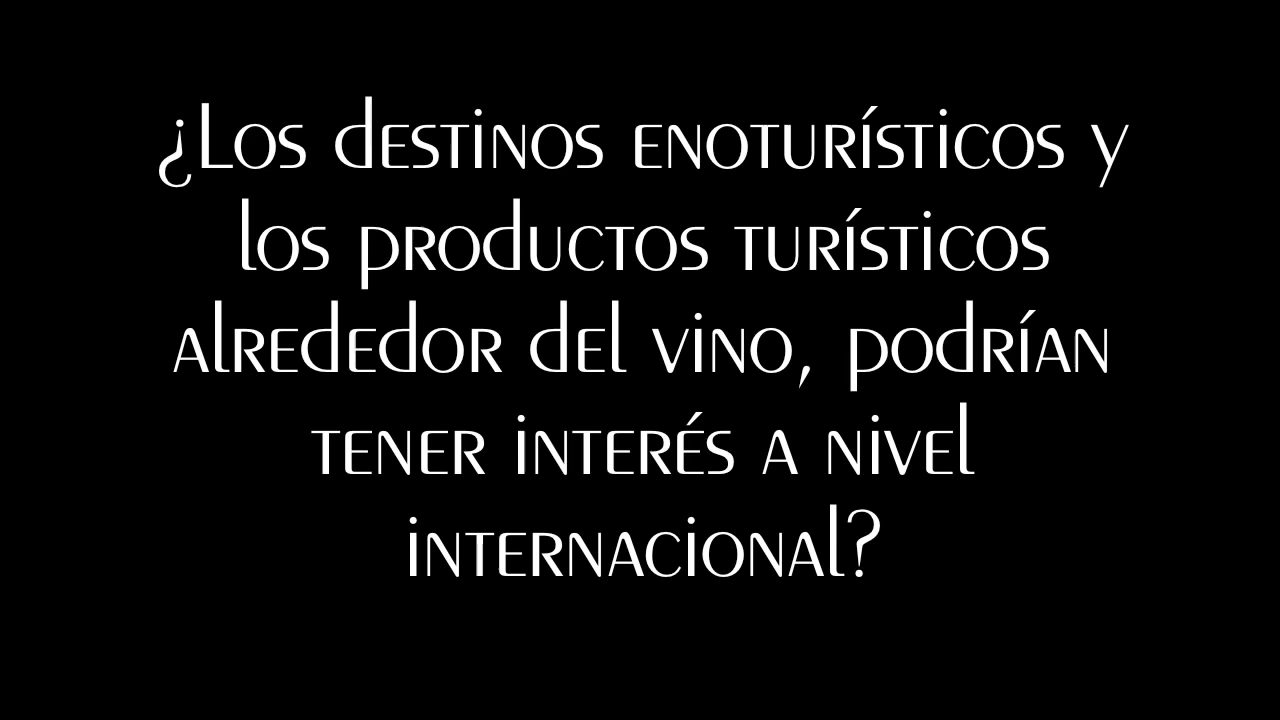 ¿Los destinos enoturísticos y
los productos turísticos
alrededor del vino, podrían
tener interés a nivel
internacional?